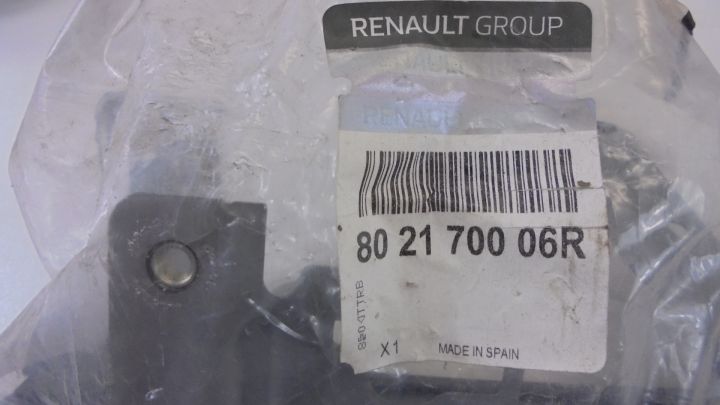 RENAULT GROUP
RENAULT
80 21 700 06R
X1
MADE IN SPAIN